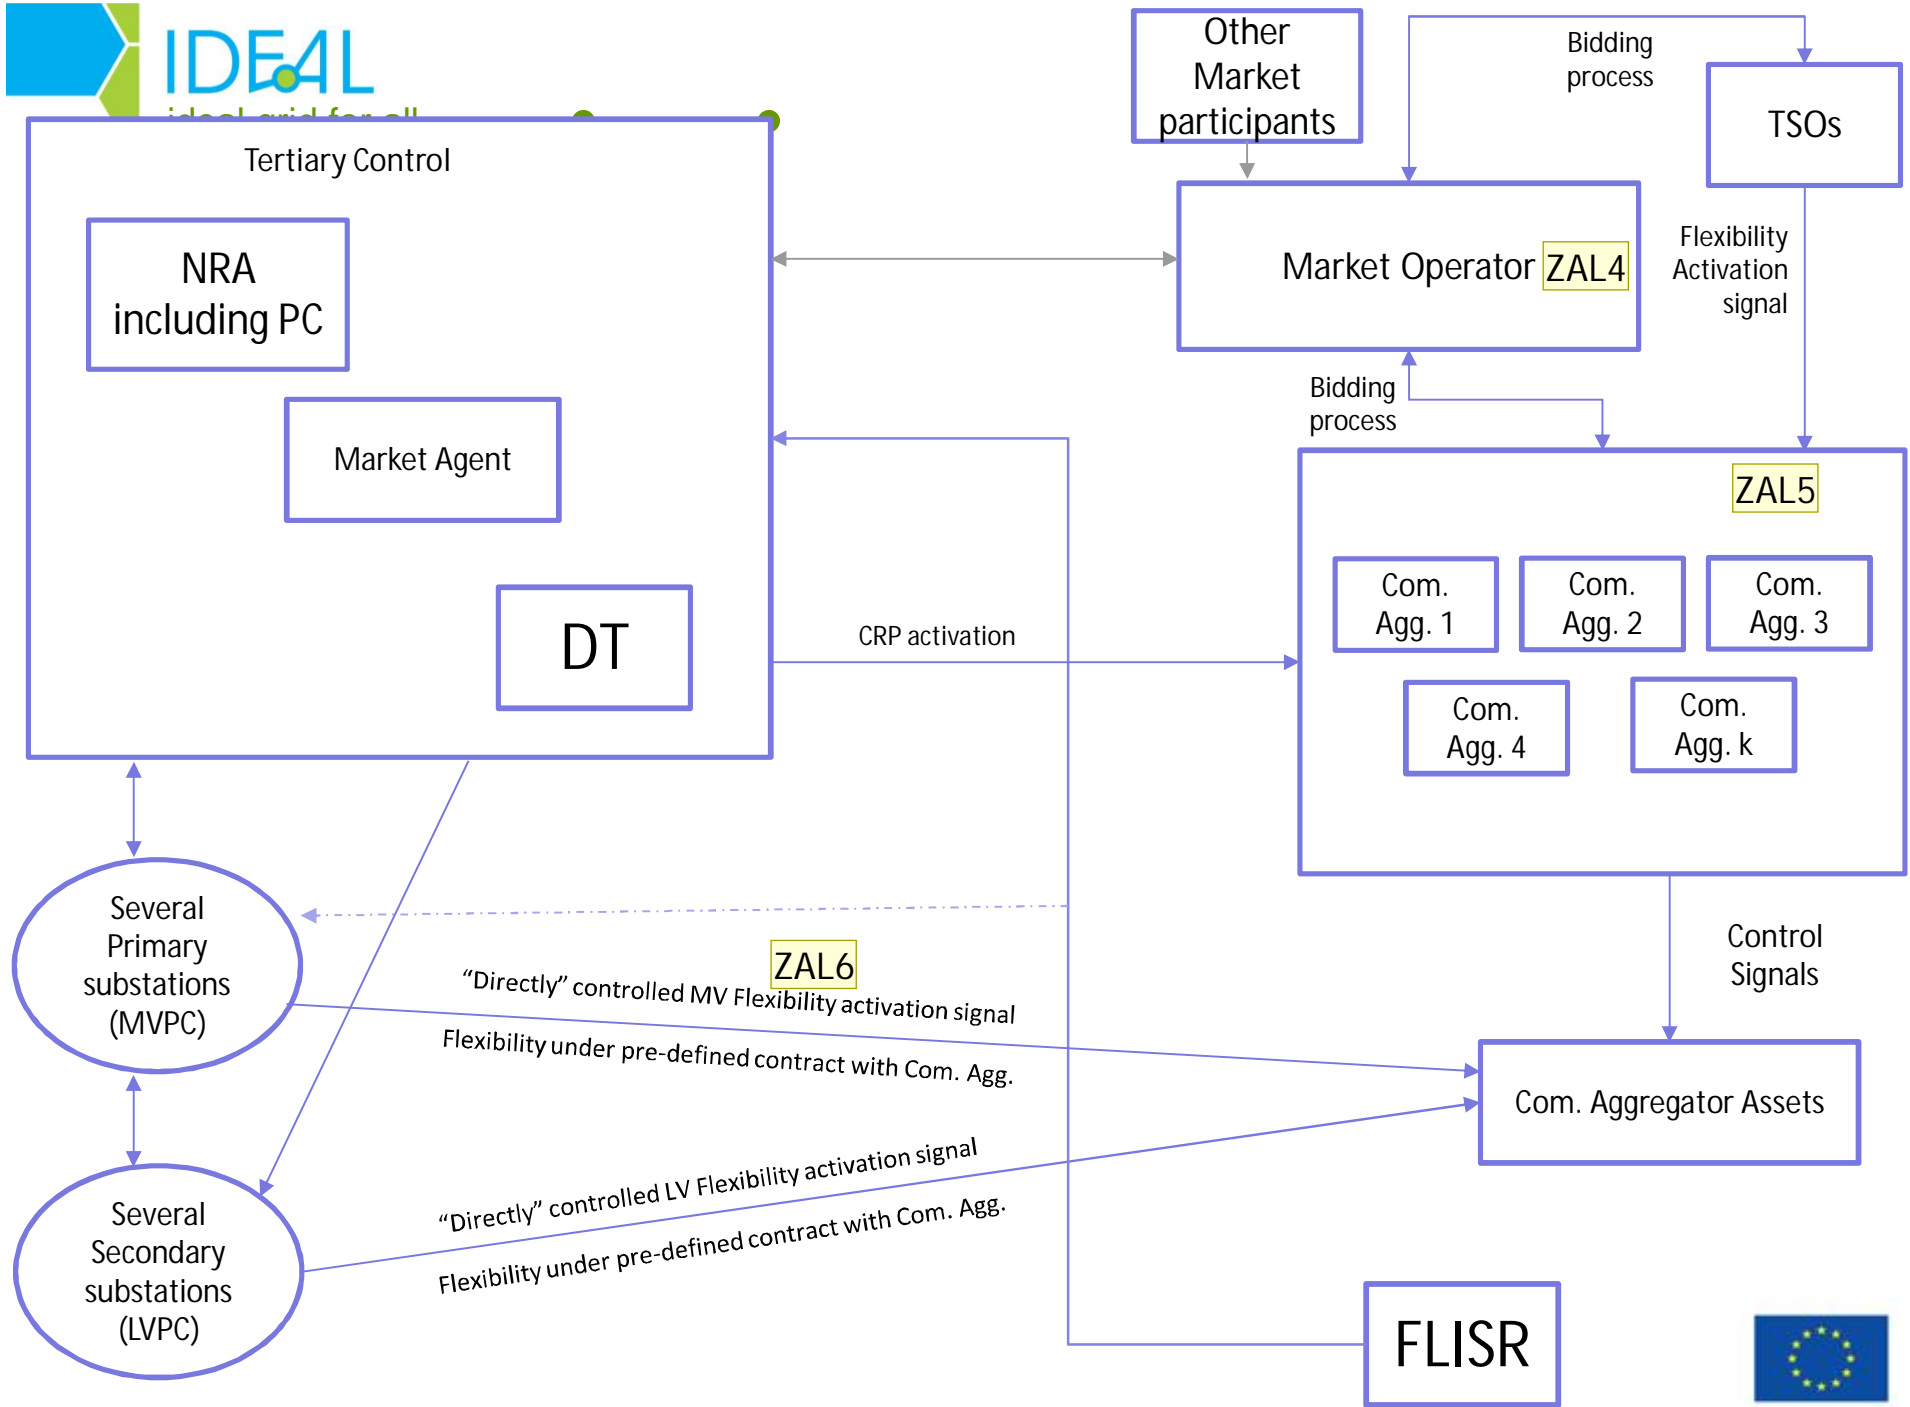 IDE4L
ideal grid for all
Tertiary Control
NRA
including PC
Market Agent
DT
Other
Market
participants
Bidding
process
TSOs
Market Operator ZAL4
Flexibility
Activation
signal
Bidding
process
ZAL5
Com.
Agg. 1
Com.
Agg. 2
Com.
Agg. 3
Com.
Agg. 4
Com.
Agg. k
CRP activation
Several
Primary
substations
(MVPC)
ZAL6
“Directly” controlled MV Flexibility activation signal
Flexibility under pre-defined contract with Com. Agg.
Control
Signals
Com. Aggregator Assets
“Directly” controlled LV Flexibility activation signal
Flexibility under pre-defined contract with Com. Agg.
Several
Secondary
substations
(LVPC)
FLISR